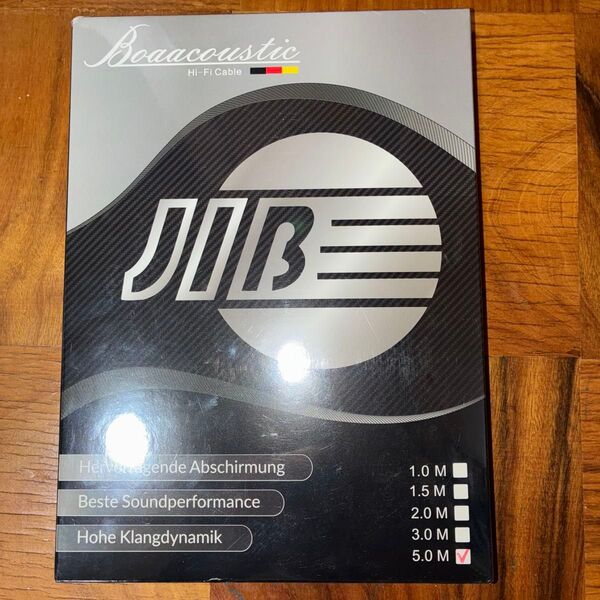 Boaacoustic
Hi-Fi Cable
JIB
Hervorragende Abschirmung
Beste Soundperformance
Hohe Klangdynamik
1.0 M
1.5 M
2.0 M
3.0 M
5.0 M